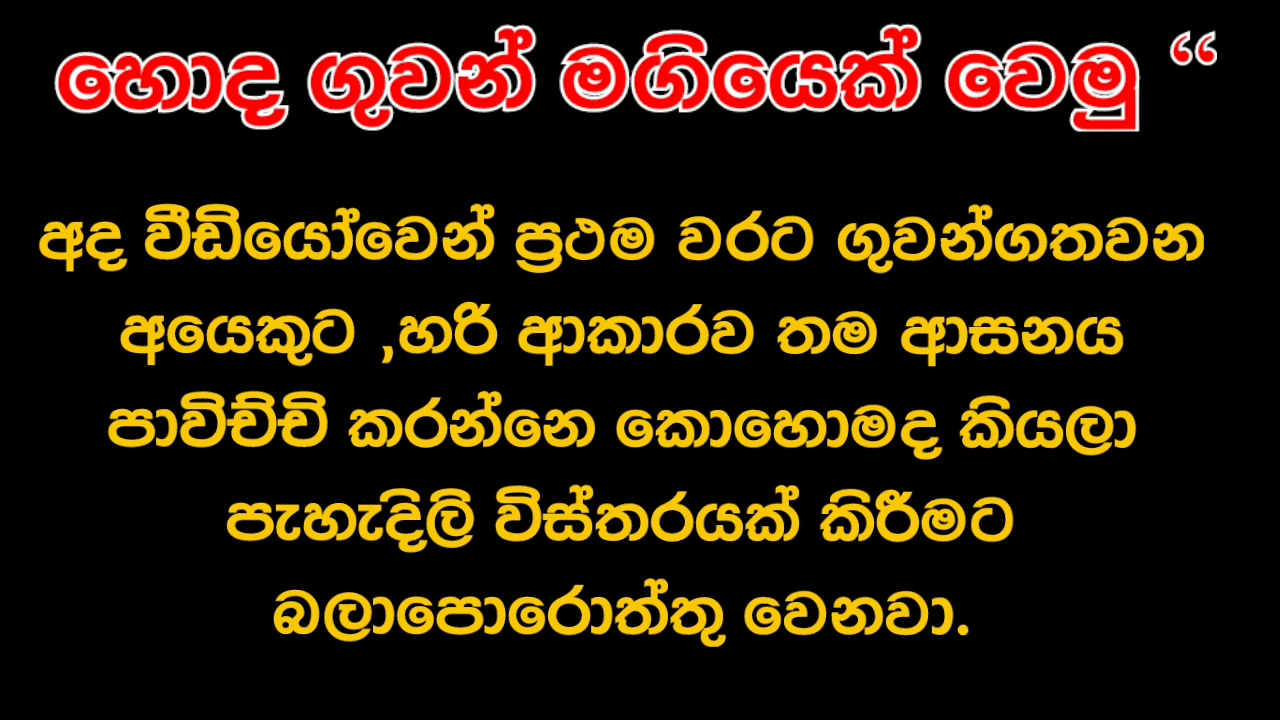 හොඳ ගුවන් මගියෙක් වෙමු “
අද වීඩියෝවෙන් ප්‍රථම වරට ගුවන්ගතවන
අයෙකුට ,හරි ආකාරව තම ආසනය
පාවිච්චි කරන්නෙ කොහොමද කියලා
පැහැදිලි විස්තරයක් කිරීමට
බලාපොරොත්තු වෙනවා.